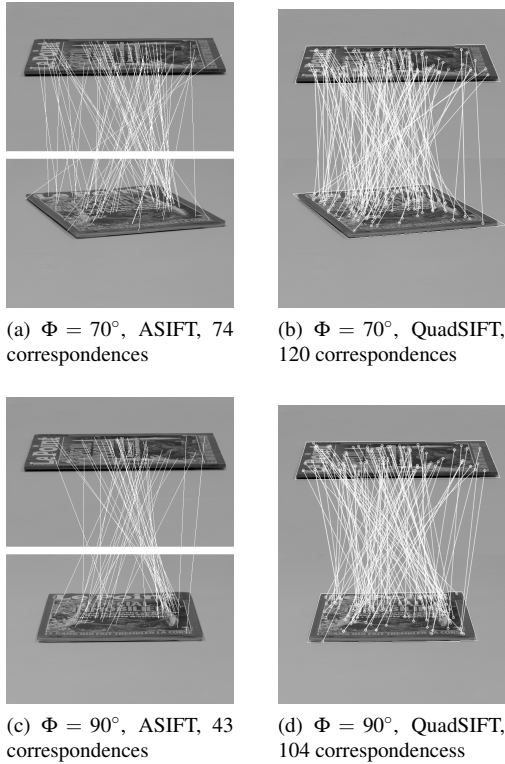 (a) Φ = 70°, ASIFT, 74
correspondences
(b) Φ = 70°, QuadSIFT,
120 correspondences
(c) Φ = 90°, ASIFT, 43
correspondences
(d) Φ = 90°, QuadSIFT,
104 correspondencess